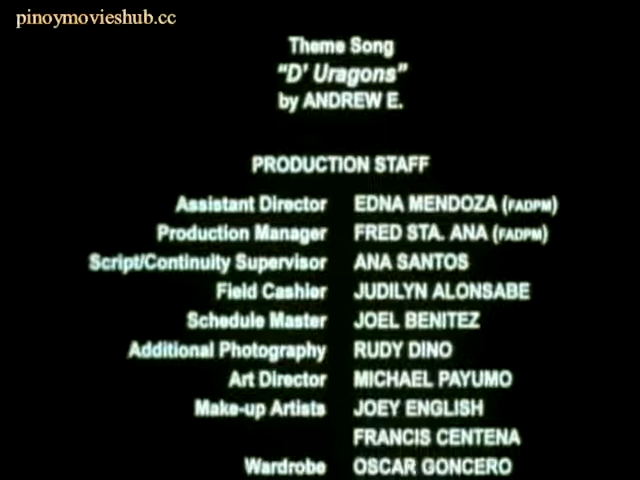 pinoymovieshub.cc
Theme Song
"D' Uragons"
by ANDREW E.
PRODUCTION STAFF
Assistant Director EDNA MENDOZA (FADPM)
Production Manager FRED STA. ANA (FADPM)
Script/Continuity Supervisor ANA SANTOS
Field Cashier JUDILYN ALONSABE
Schedule Master JOEL BENITEZ
Additional Photography RUDY DINO
Art Director MICHAEL PAYUMO
Make-up Artists JOEY ENGLISH
FRANCIS CENTENA
Wardrobe OSCAR GONCERO